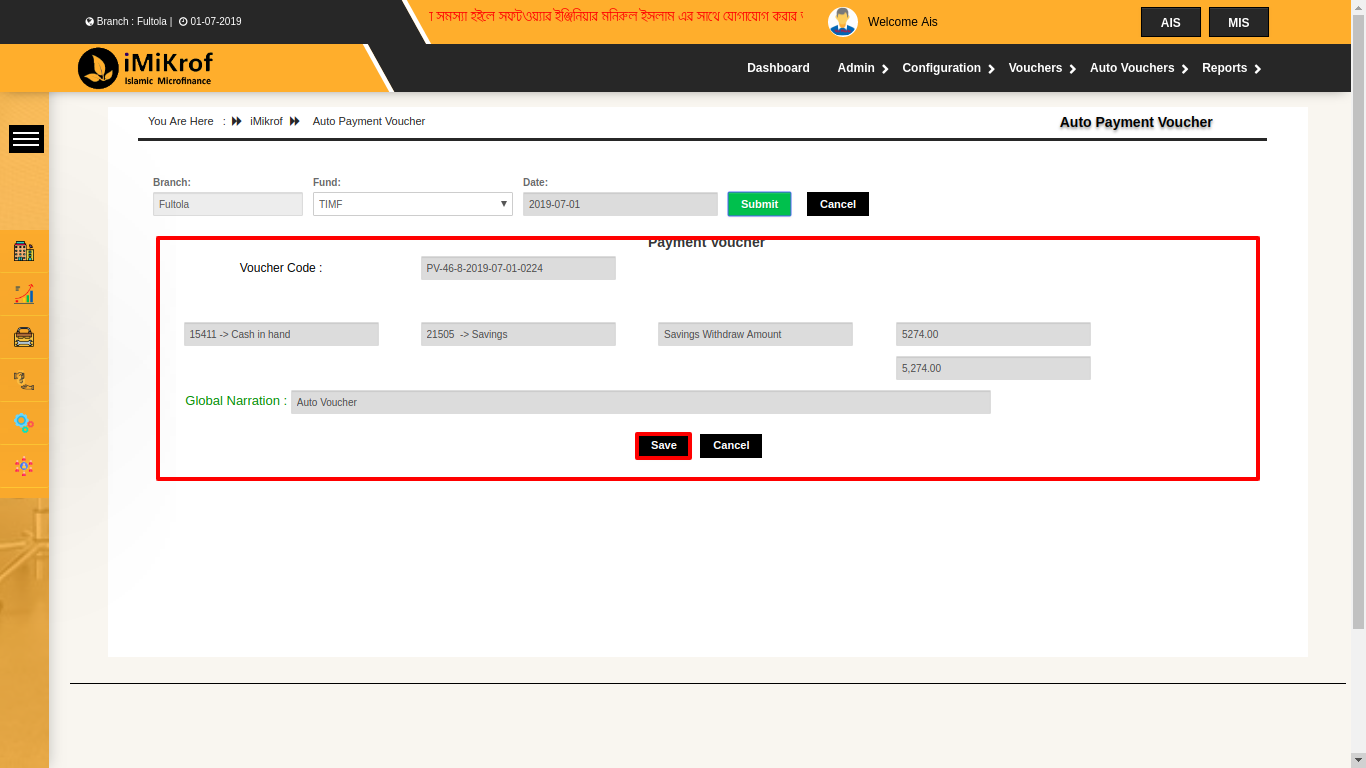 Branch : Fultola | 01-07-2019
সমস্যা হইলে সফটওয়্যার ইঞ্জিনিয়ার মনিরুল ইসলাম এর সাথে যোগাযোগ করার
Welcome Ais
AIS
MIS
iMiKrof
Islamic Microfinance
Dashboard Admin Configuration Vouchers Auto Vouchers Reports
You Are Here : iMikrof Auto Payment Voucher
Auto Payment Voucher
Branch: Fund: Date:
Fultola TIMF 2019-07-01 Submit Cancel
Payment Voucher
Voucher Code : PV-46-8-2019-07-01-0224
15411 -> Cash in hand 21505 -> Savings Savings Withdraw Amount 5274.00
5,274.00
Global Narration : Auto Voucher
Save Cancel